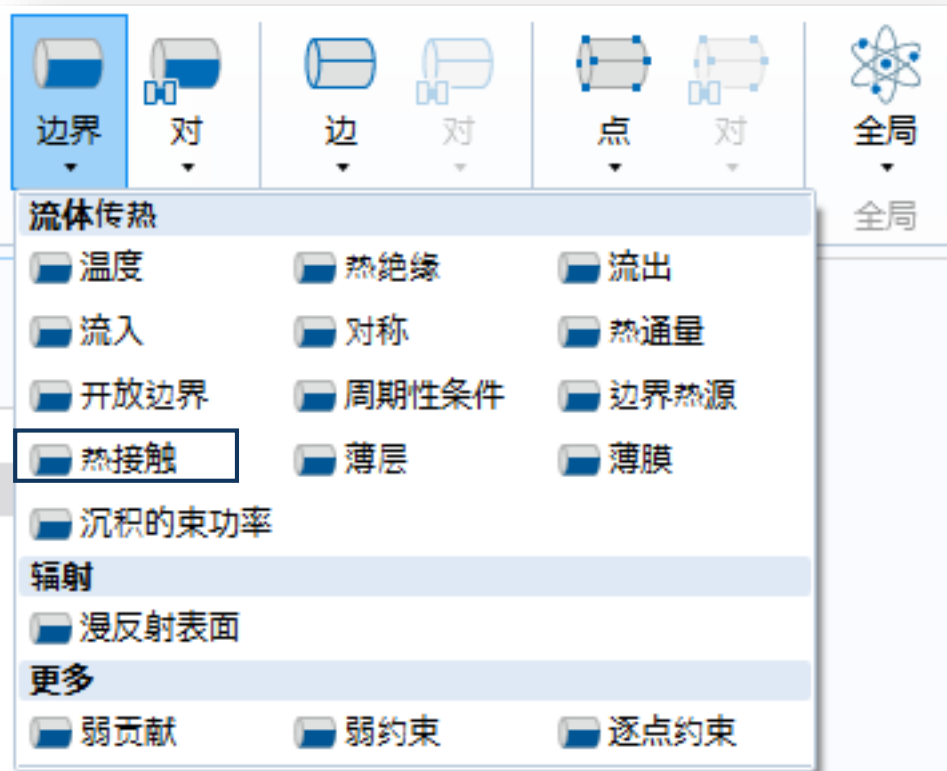 边界 对 边 对 点 对 全局
全局
流体传热
温度 热绝缘 流出
流入 对称 热通量
开放边界 周期性条件 边界热源
热接触 薄层 薄膜
沉积的束功率
辐射
漫反射表面
更多
弱贡献 弱约束 逐点约束